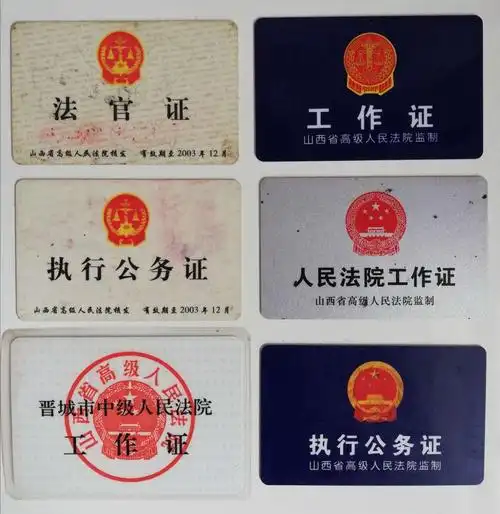 法官证
山西省高级人民法院核发 有效期至2003年12月
工作证
山西省高级人民法院监制
执行公务证
山西省高级人民法院核发 有效期至2003年12月
人民法院工作证
山西省高级人民法院监制
山西省高级人民法院
晋城市中级人民法院
工作证
执行公务证
山西省高级人民法院监制